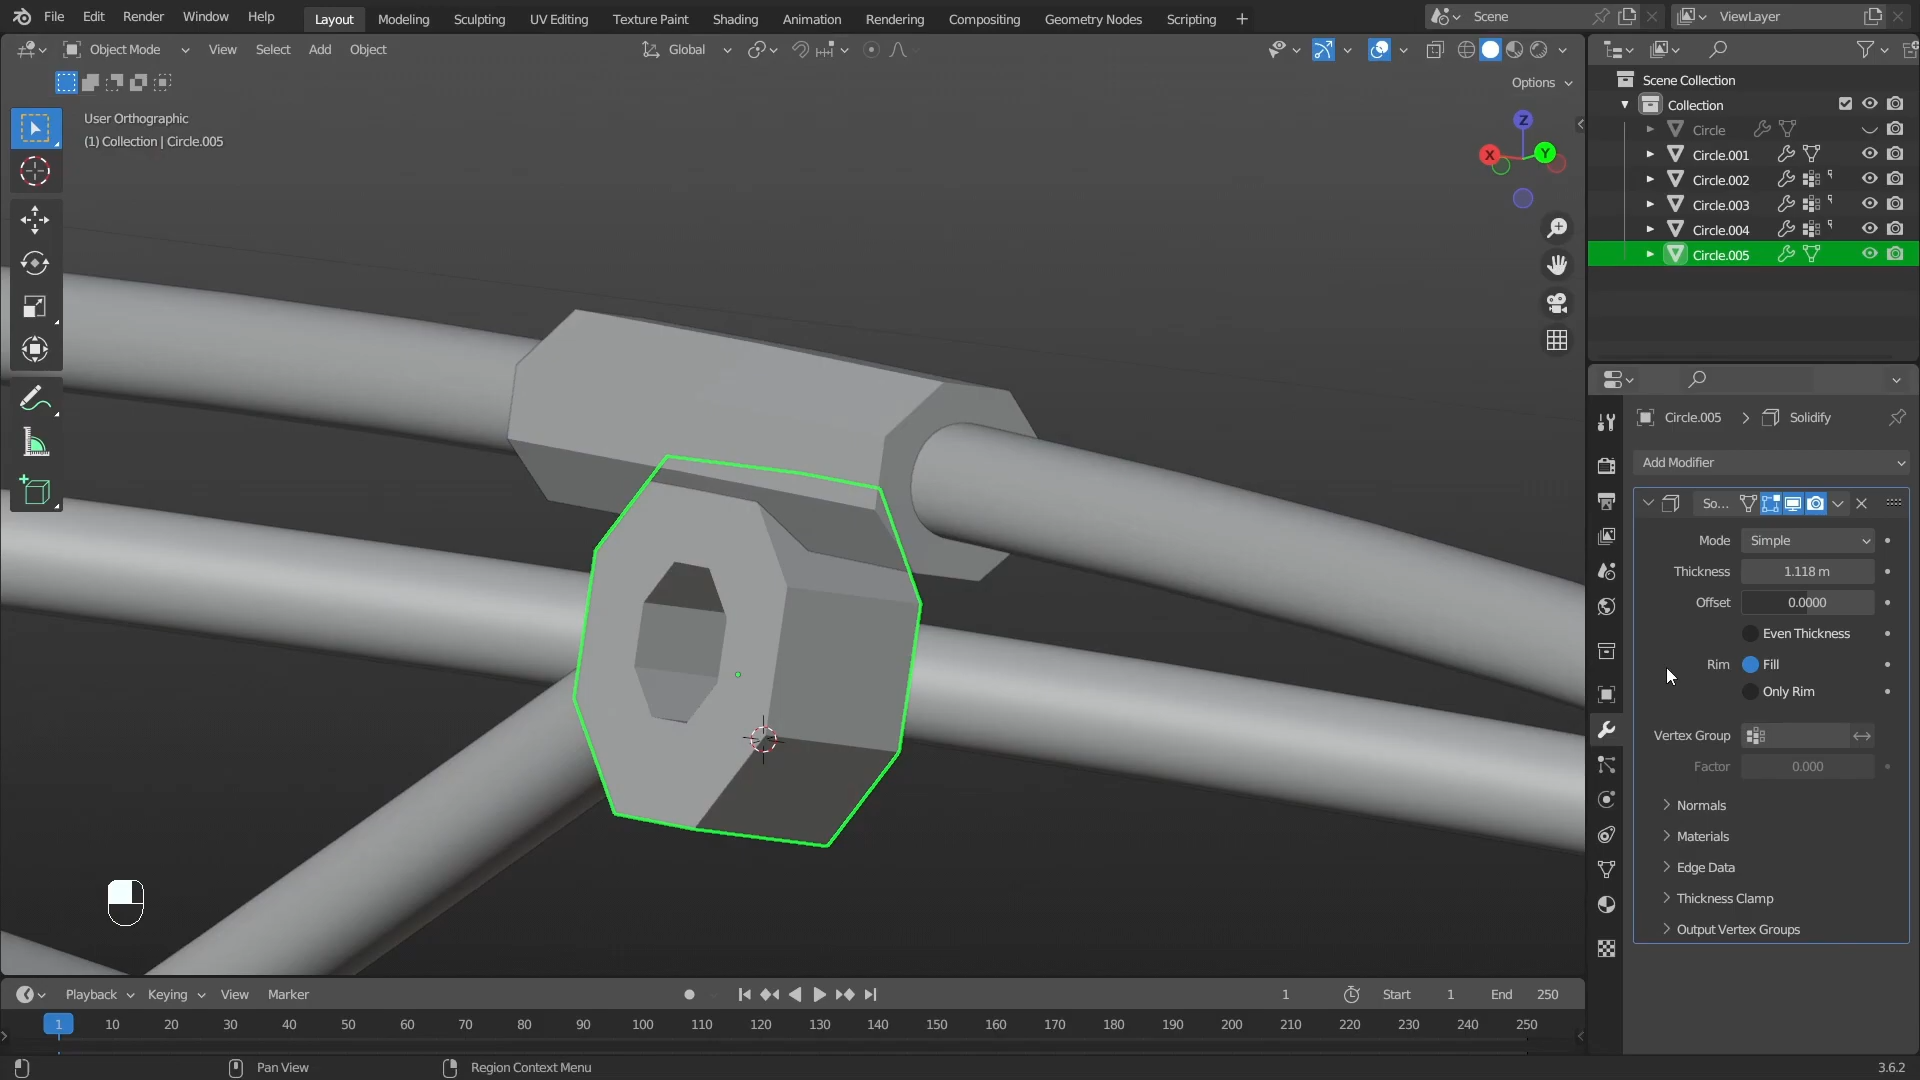 File Edit Render Window Help Layout Modeling Sculpting UV Editing Texture Paint Shading Animation Rendering Compositing Geometry Nodes Scripting + Scene ViewLayer
Object Mode View Select Add Object Global
Options
User Orthographic
(1) Collection | Circle.005
Z
X Y
Scene Collection
Collection
Circle
Circle.001
Circle.002
Circle.003
Circle.004
Circle.005
Circle.005 > Solidify
Add Modifier
So...
Mode Simple
Thickness 1.118 m
Offset 0.0000
Even Thickness
Rim Fill
Only Rim
Vertex Group
Factor 0.000
Normals
Materials
Edge Data
Thickness Clamp
Output Vertex Groups
Playback Keying View Marker 1 Start 1 End 250
1 10 20 30 40 50 60 70 80 90 100 110 120 130 140 150 160 170 180 190 200 210 220 230 240 250
Pan View Region Context Menu 3.6.2